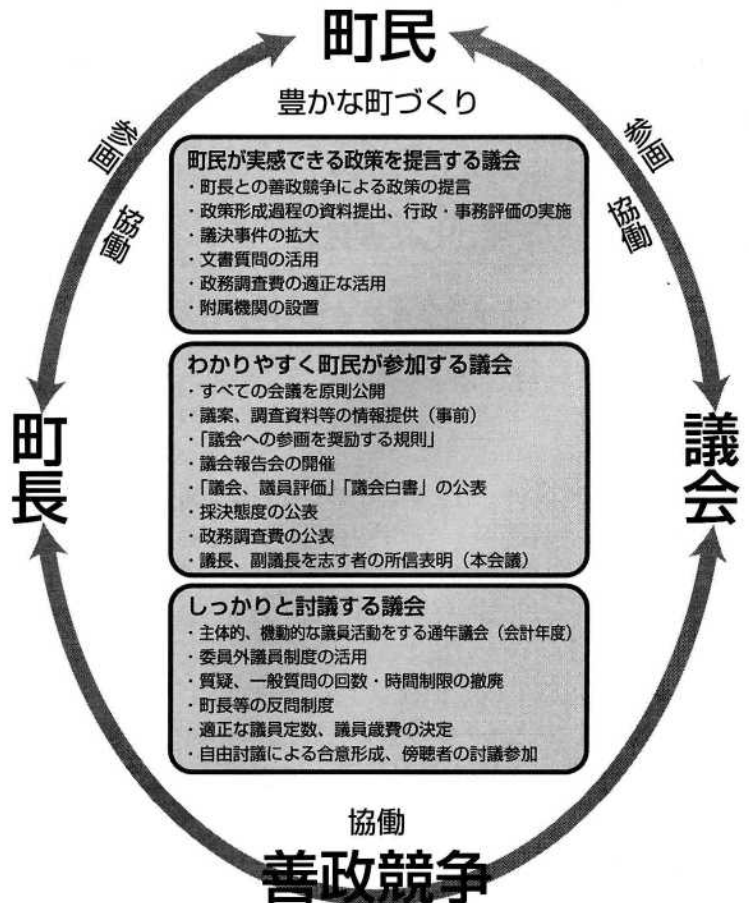 町民
豊かな町づくり
参画
協働
参画
協働
町民が実感できる政策を提言する議会
・町長との善政競争による政策の提言
・政策形成過程の資料提出、行政・事務評価の実施
・議決事件の拡大
・文書質問の活用
・政務調査費の適正な活用
・附属機関の設置
わかりやすく町民が参加する議会
・すべての会議を原則公開
・議案、調査資料等の情報提供（事前）
・「議会への参画を奨励する規則」
・議会報告会の開催
・「議会、議員評価」「議会白書」の公表
・採決態度の公表
・政務調査費の公表
・議長、副議長を志す者の所信表明（本会議）
町長
議会
しっかりと討議する議会
・主体的、機動的な議員活動をする通年議会（会計年度）
・委員外議員制度の活用
・質疑、一般質問の回数・時間制限の撤廃
・町長等の反問制度
・適正な議員定数、議員歳費の決定
・自由討議による合意形成、傍聴者の討議参加
協働
善政競争